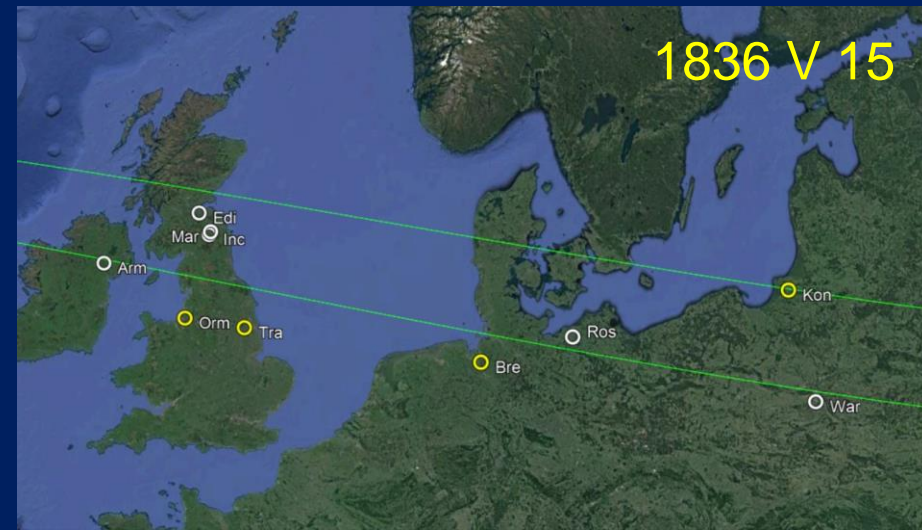 1836 V 15
Edi
Mar
Inc
Arm
Kon
Orm
Tra
Ros
Bre
War